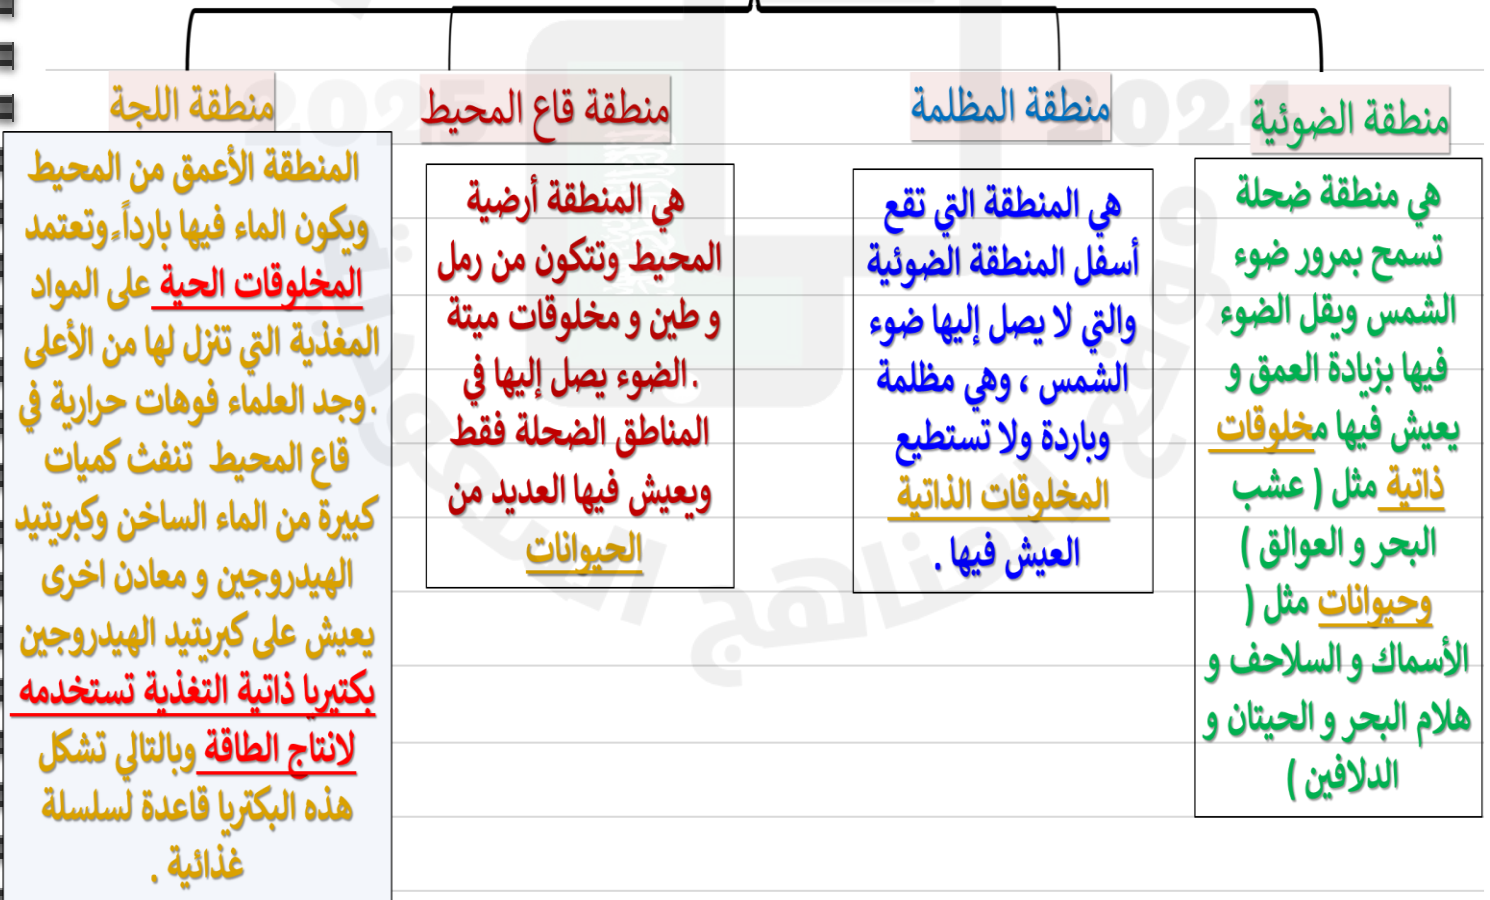 منطقة الضوئية
هي منطقة ضحلة
تسمح بمرور ضوء
الشمس ويقل الضوء
فيها بزيادة العمق و
يعيش فيها مخلوقات
ذاتية مثل ( عشب
البحر و العوالق )
وحيوانات مثل (
الأسماك و السلاحف و
هلام البحر و الحيتان و
الدلافين )
منطقة المظلمة
هي المنطقة التي تقع
أسفل المنطقة الضوئية
والتي لا يصل إليها ضوء
الشمس ، وهي مظلمة
وباردة ولا تستطيع
المخلوقات الذاتية
العيش فيها .
منطقة قاع المحيط
هي المنطقة أرضية
المحيط وتتكون من رمل
و طين و مخلوقات ميتة
.الضوء يصل إليها في
المناطق الضحلة فقط
ويعيش فيها العديد من
الحيوانات
منطقة اللجة
المنطقة الأعمق من المحيط
ويكون الماء فيها بارداً، وتعتمد
المخلوقات الحية على المواد
المغذية التي تنزل لها من الأعلى
.وجد العلماء فوهات حرارية في
قاع المحيط تنفث كميات
كبيرة من الماء الساخن وكبريتيد
الهيدروجين و معادن اخرى
يعيش على كبريتيد الهيدروجين
بكتيريا ذاتية التغذية تستخدمه
لانتاج الطاقة وبالتالي تشكل
هذه البكتريا قاعدة لسلسلة
غذائية .
2024
2025
موقع المناهج السعودية